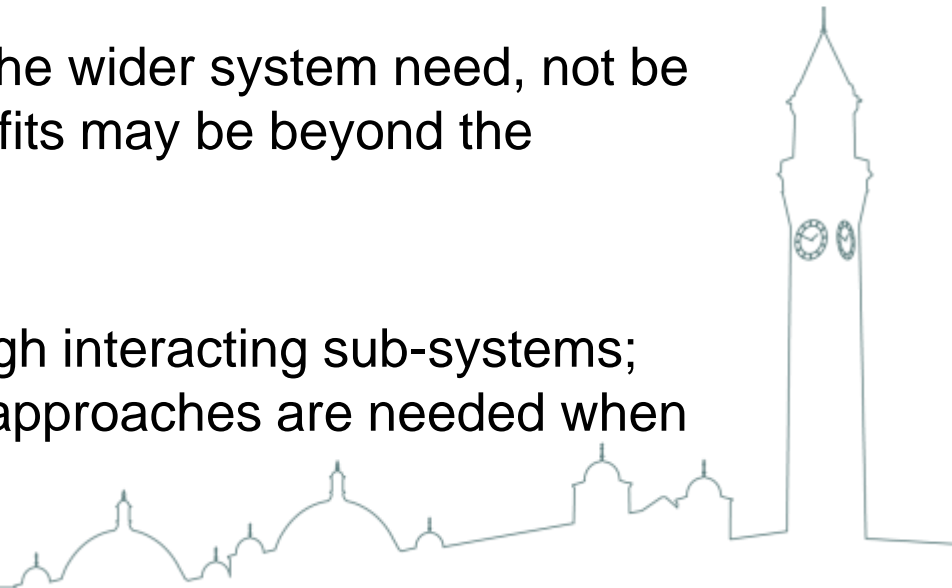 he wider system need, not be
fits may be beyond the
gh interacting sub-systems;
approaches are needed when